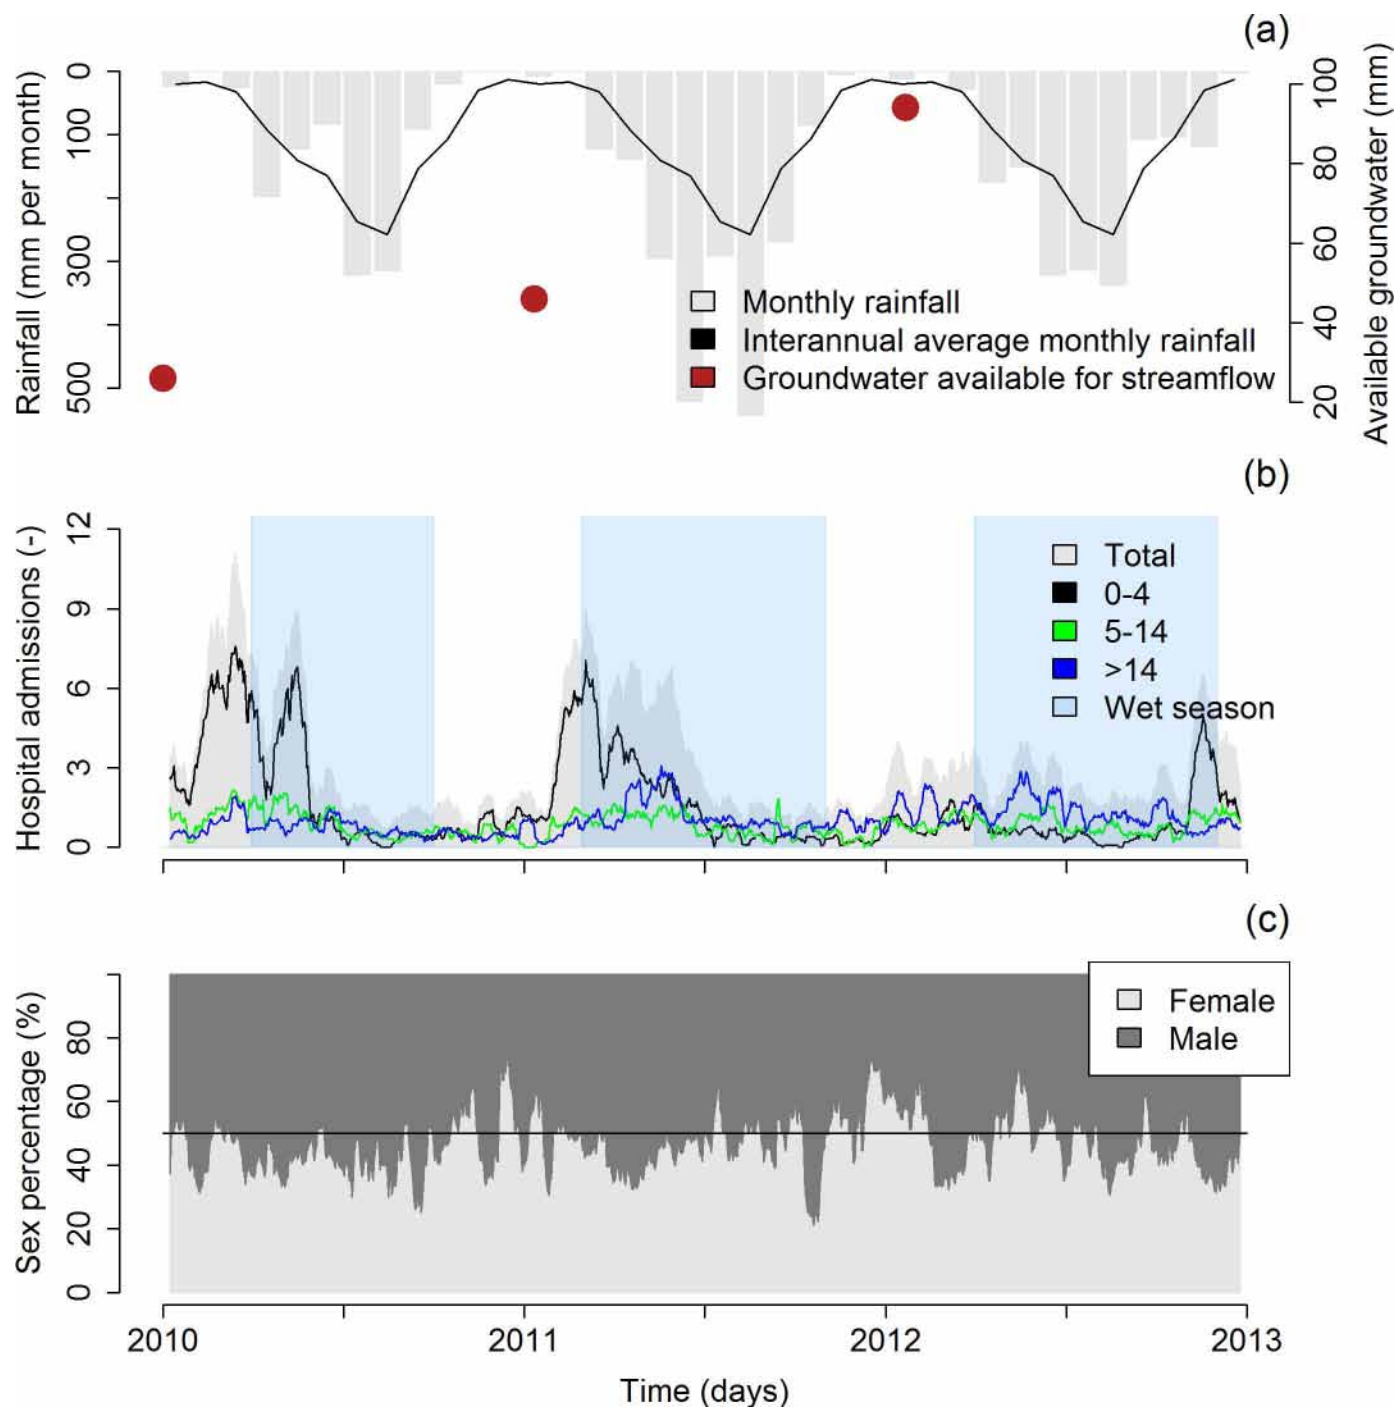 (a)
Rainfall (mm per month)
0
100
300
500
Monthly rainfall
Interannual average monthly rainfall
Groundwater available for streamflow
100
80
60
40
20
Available groundwater (mm)
(b)
Hospital admissions (-)
12
9
6
3
0
Total
0-4
5-14
>14
Wet season
(c)
Sex percentage (%)
80
60
40
20
0
Female
Male
2010 2011 2012 2013
Time (days)